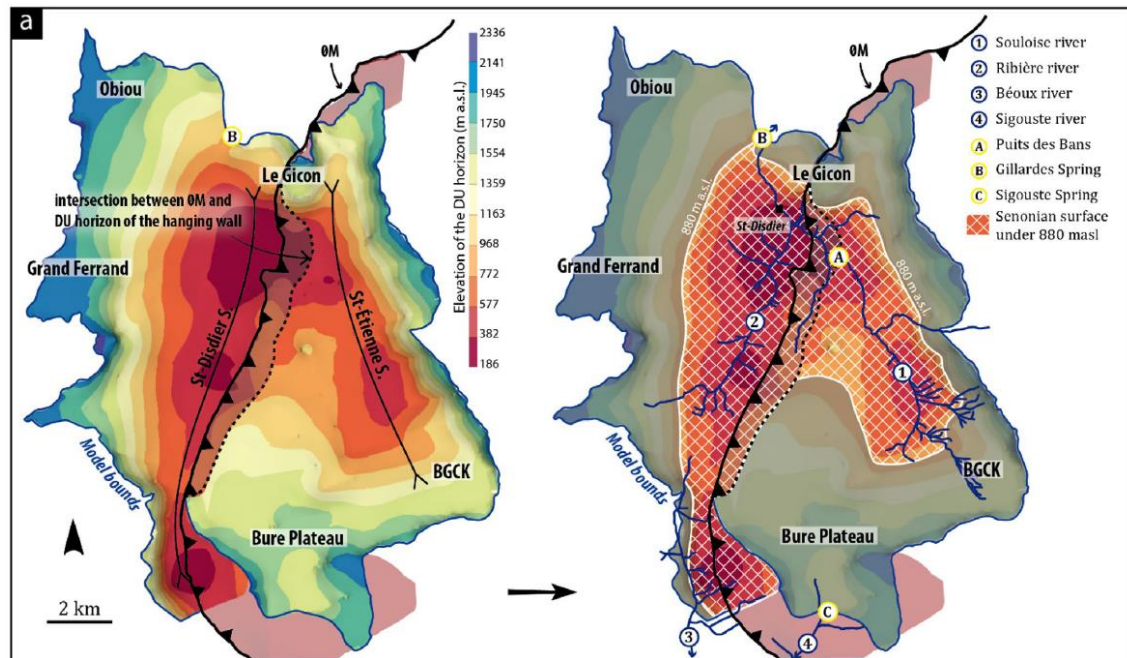 a
ØM
Obiou
B
Le Gicon
intersection between ØM and
DU horizon of the hanging wall
Grand Ferrand
St-Disdier S.
St-Étienne S.
Model bounds
BGCK
Bure Plateau
2 km
Elevation of the DU horizon (m a.s.l.)
2336
2141
1945
1750
1554
1359
1163
968
772
577
382
186
ØM
Obiou
B
Le Gicon
880 m a.s.l.
St-Disdier
A
Grand Ferrand
880 m a.s.l.
2
1
Model bounds
BGCK
Bure Plateau
C
3
4
1 Souloise river
2 Ribière river
3 Béoux river
4 Sigouste river
A Puits des Bans
B Gillardes Spring
C Sigouste Spring
Senonian surface
under 880 masl